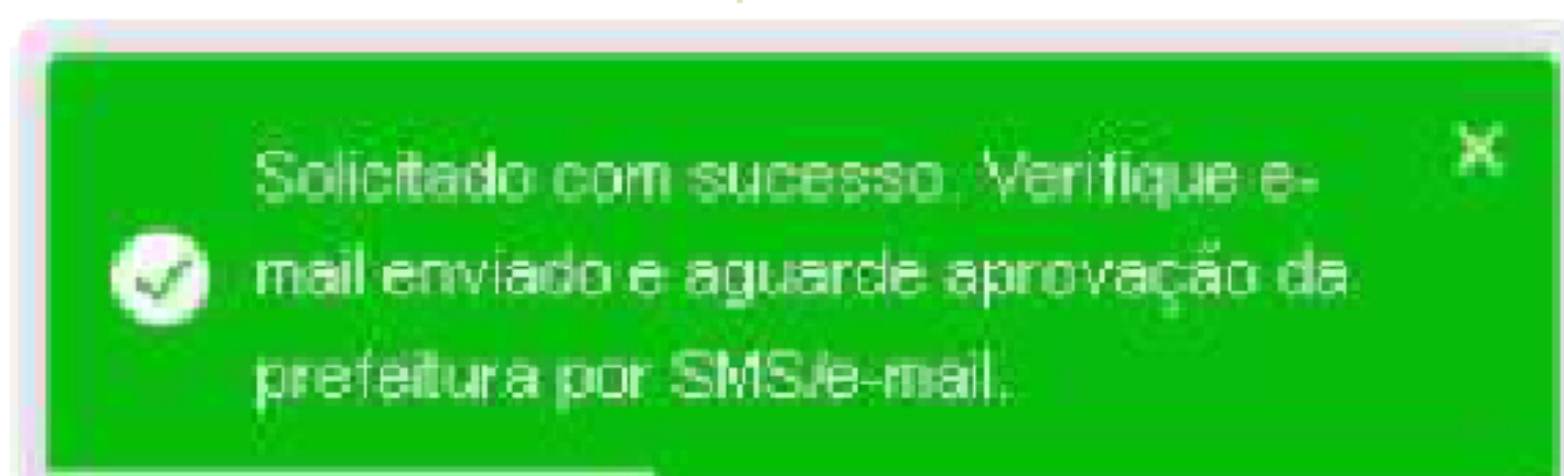 Solicitado com sucesso. Verifique e-
mail enviado e aguarde aprovação da
prefeitura por SMS/e-mail.